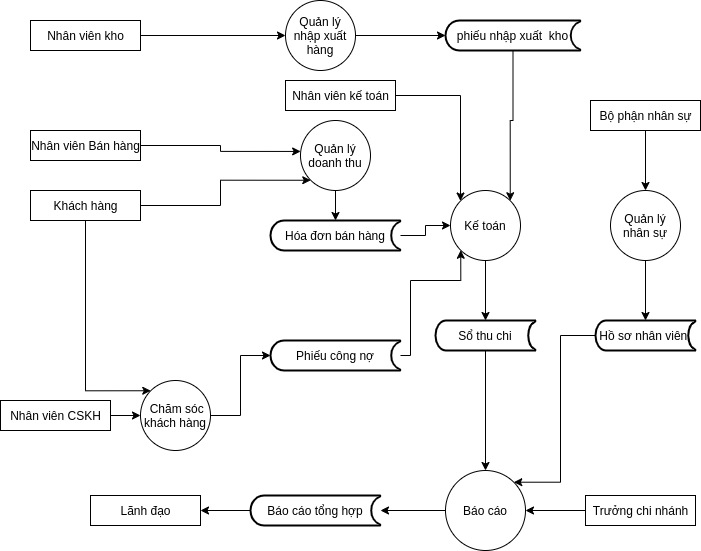 Nhân viên kho
Quản lý
nhập xuất
hàng
phiếu nhập xuất kho
Nhân viên kế toán
Bộ phận nhân sự
Nhân viên Bán hàng
Quản lý
doanh thu
Khách hàng
Hóa đơn bán hàng
Kế toán
Quản lý
nhân sự
Phiếu công nợ
Sổ thu chi
Hồ sơ nhân viên
Nhân viên CSKH
Chăm sóc
khách hàng
Lãnh đạo
Báo cáo tổng hợp
Báo cáo
Trưởng chi nhánh